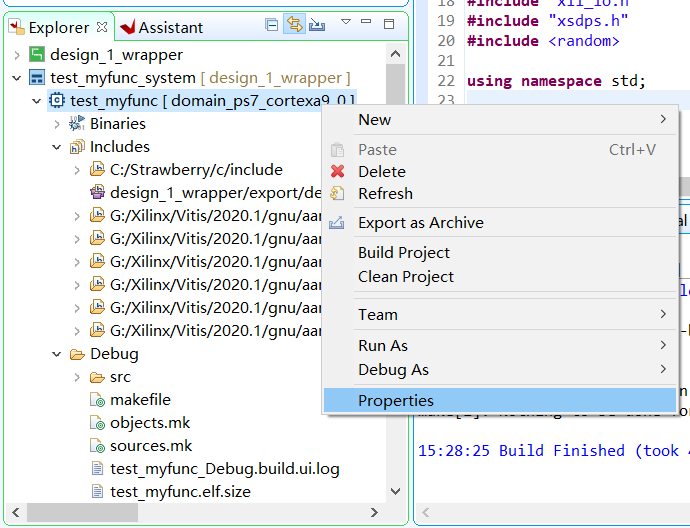 Explorer
Assistant
design_1_wrapper
test_myfunc_system [ design_1_wrapper ]
test_myfunc [ domain_ps7_cortexa9_0 ]
Binaries
Includes
C:/Strawberry/c/include
design_1_wrapper/export/de
G:/Xilinx/Vitis/2020.1/gnu/aar
G:/Xilinx/Vitis/2020.1/gnu/aar
G:/Xilinx/Vitis/2020.1/gnu/aar
G:/Xilinx/Vitis/2020.1/gnu/aar
G:/Xilinx/Vitis/2020.1/gnu/aar
G:/Xilinx/Vitis/2020.1/gnu/aar
Debug
src
makefile
objects.mk
sources.mk
test_myfunc_Debug.build.ui.log
test_myfunc.elf.size
New
Paste Ctrl+V
Delete
Refresh
Export as Archive
Build Project
Clean Project
Team
Run As
Debug As
Properties
18 #include "xil_io.h"
19 #include "xsdps.h"
20 #include <random>
21
22 using namespace std;
23
15:28:25 Build Finished (took